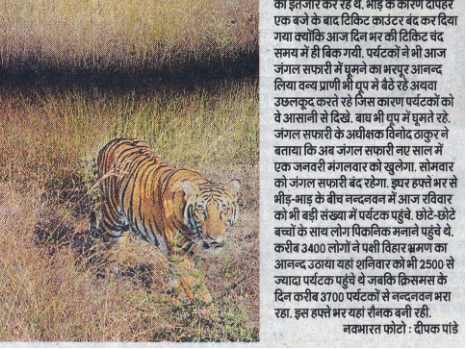 का इंतजार कर रहे थे. भीड़ के कारण दोपहर
एक बजे के बाद टिकिट काउंटर बंद कर दिया
गया क्योंकि आज दिन भर की टिकिट चंद
समय में ही बिक गयी. पर्यटकों ने भी आज
जंगल सफारी में घूमने का भरपूर आनन्द
लिया वन्य प्राणी भी धूप में बैठे रहे अथवा
उछलकूद करते रहे जिस कारण पर्यटकों को
वे आसानी से दिखे. बाघ भी धूप में घूमते रहे.
जंगल सफारी के अधीक्षक विनोद ठाकुर ने
बताया कि अब जंगल सफारी नए साल में
एक जनवरी मंगलवार को खुलेगा. सोमवार
को जंगल सफारी बंद रहेगा. इधर हफ्ते भर से
भीड़-भाड़ के बीच नन्दनवन में आज रविवार
को भी बड़ी संख्या में पर्यटक पहुंचे. छोटे-छोटे
बच्चों के साथ लोग पिकनिक मनाने पहुंचे थे.
करीब 3400 लोगों ने पक्षी विहार भ्रमण का
आनन्द उठाया यहां शनिवार को भी 2500 से
ज्यादा पर्यटक पहुंचे थे जबकि क्रिसमस के
दिन करीब 3700 पर्यटकों से नन्दनवन भरा
रहा. इस हफ्ते भर यहां रौनक बनी रही.
नवभारत फोटो : दीपक पांडे